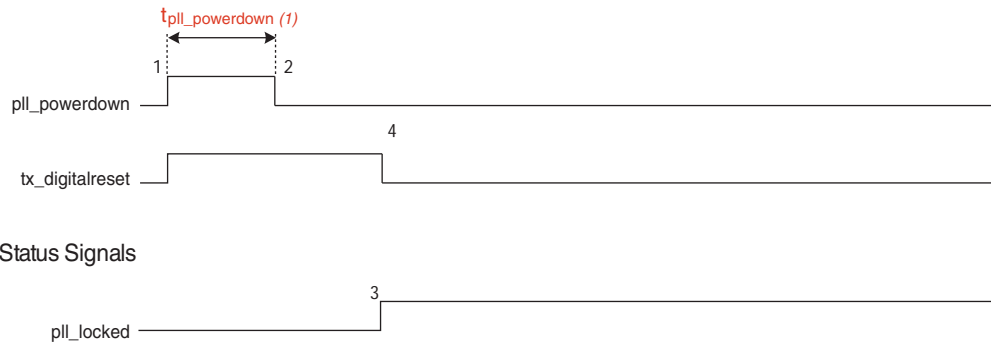 tpll_powerdown (1)
1
2
pll_powerdown
4
tx_digitalreset
Status Signals
3
pll_locked